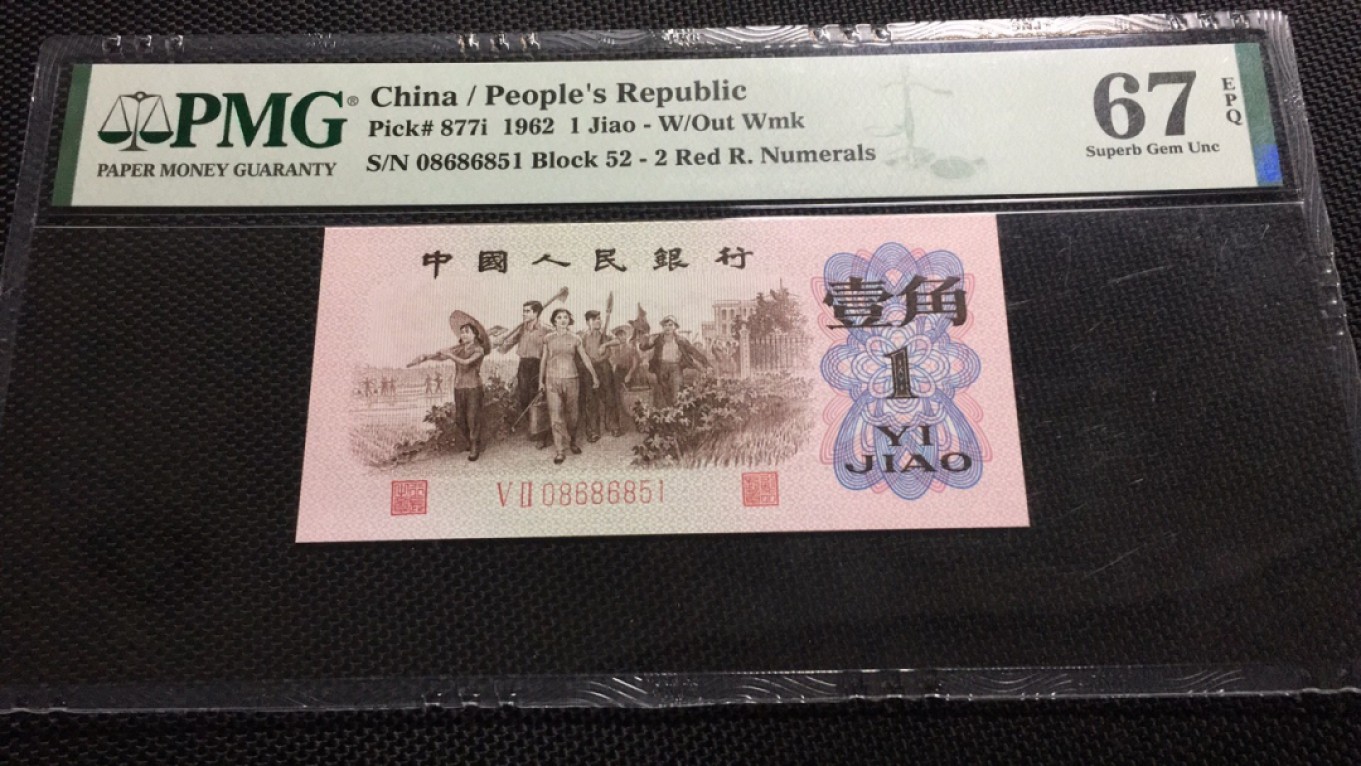 PMG®
PAPER MONEY GUARANTY
China / People's Republic
Pick# 877i 1962 1 Jiao - W/Out Wmk
S/N 08686851 Block 52 - 2 Red R. Numerals
67
EPQ
Superb Gem Unc
中國人民銀行
壹角
1
YI
JIAO
V II 08686851